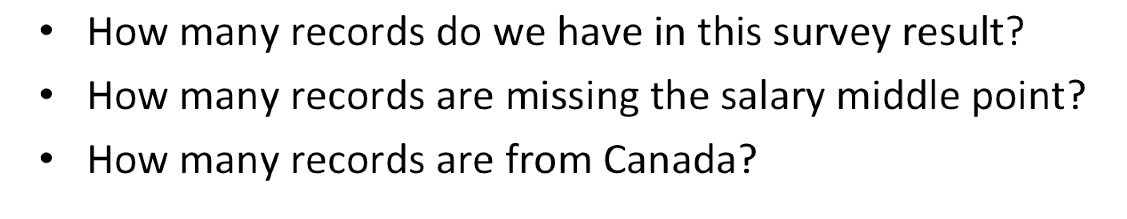 • How many records do we have in this survey result?
• How many records are missing the salary middle point?
• How many records are from Canada?